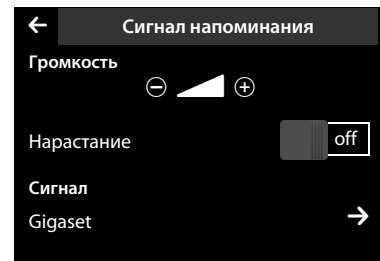 Сигнал напоминания
Громкость
Нарастание off
Сигнал
Gigaset